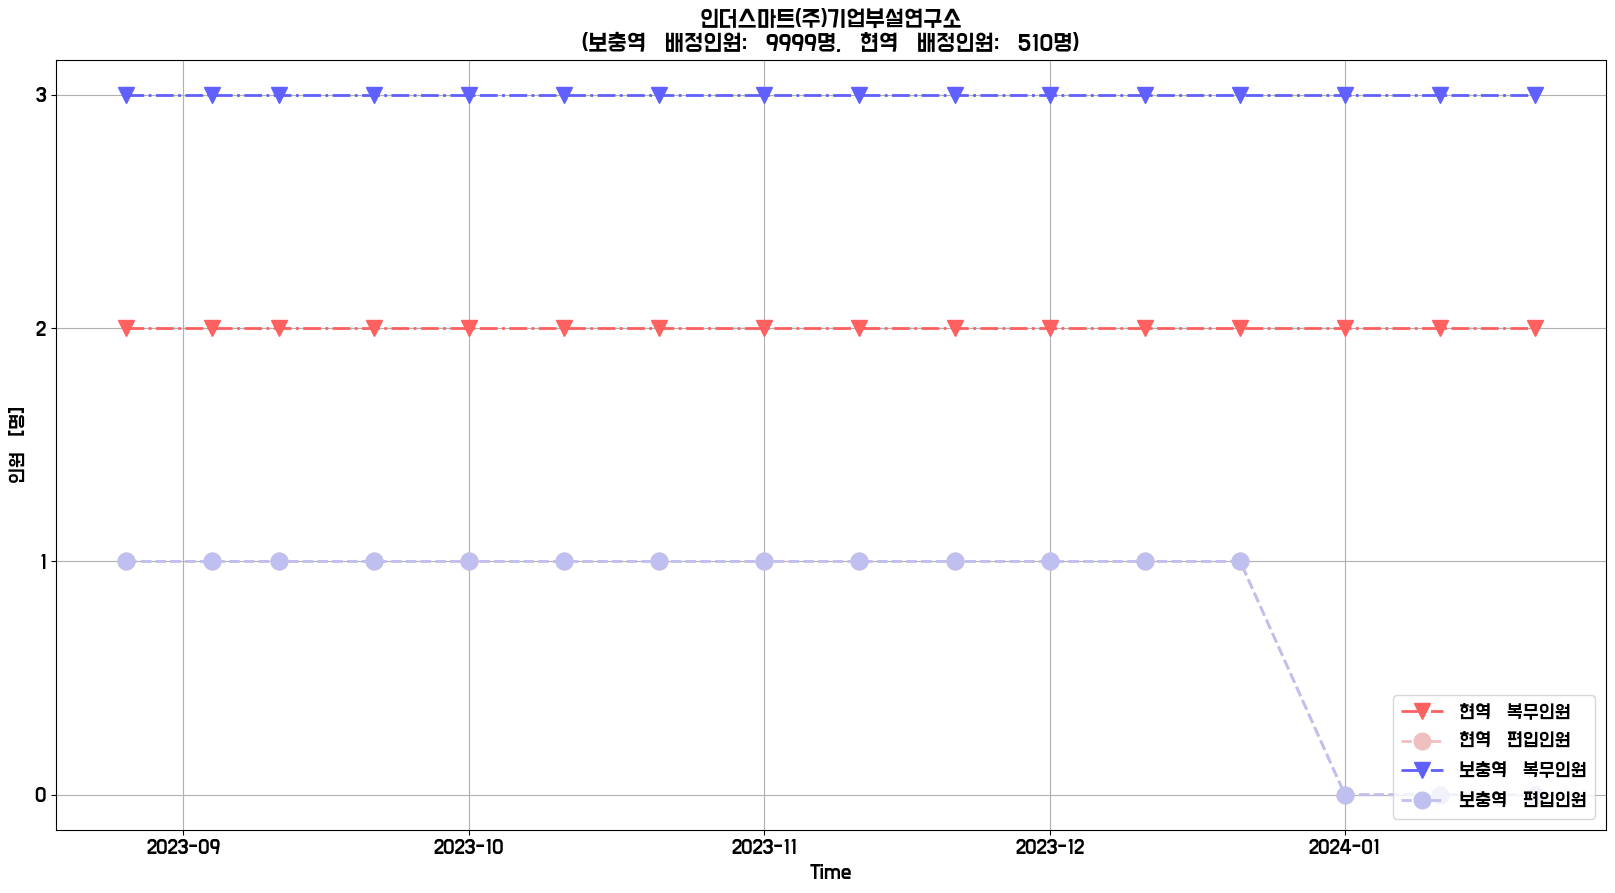 인더스마트(주)기업부설연구소
(보충역 배정인원: 9999명, 현역 배정인원: 510명)
3
2
1
0
인원 [명]
2023-09 2023-10 2023-11 2023-12 2024-01
Time
현역 복무인원
현역 편입인원
보충역 복무인원
보충역 편입인원